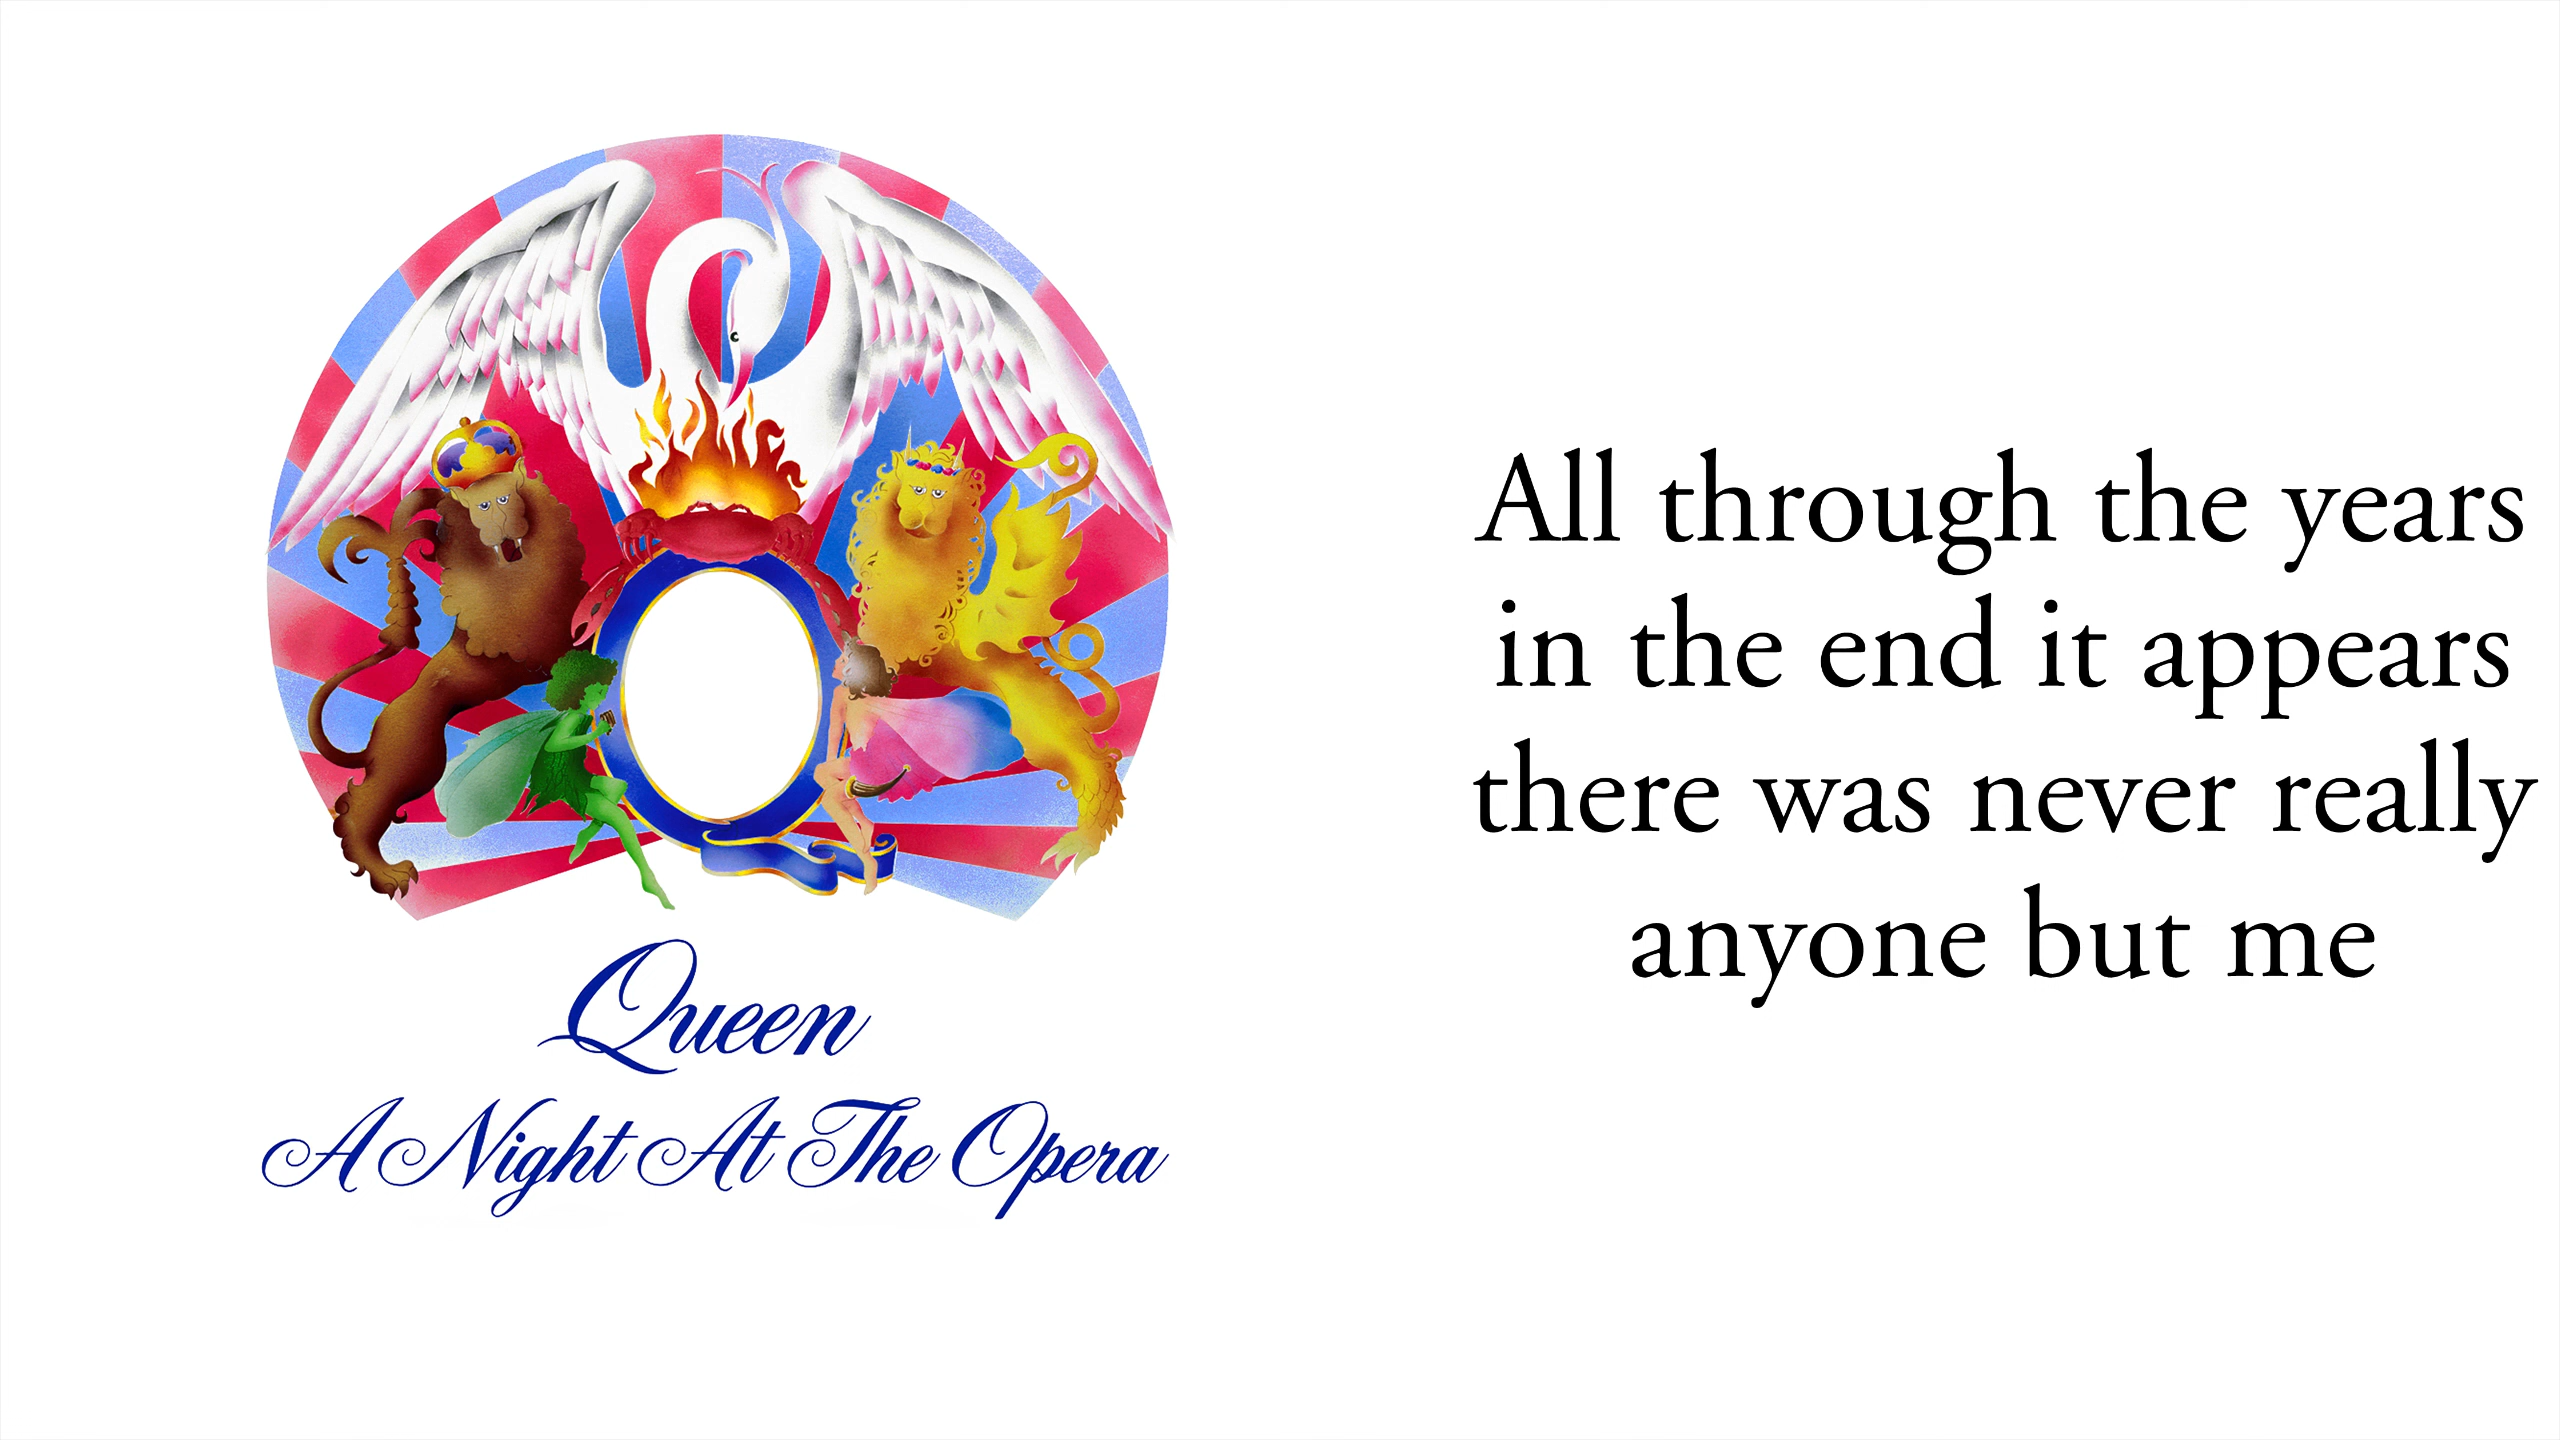 Queen
A Night At The Opera
All through the years
in the end it appears
there was never really
anyone but me